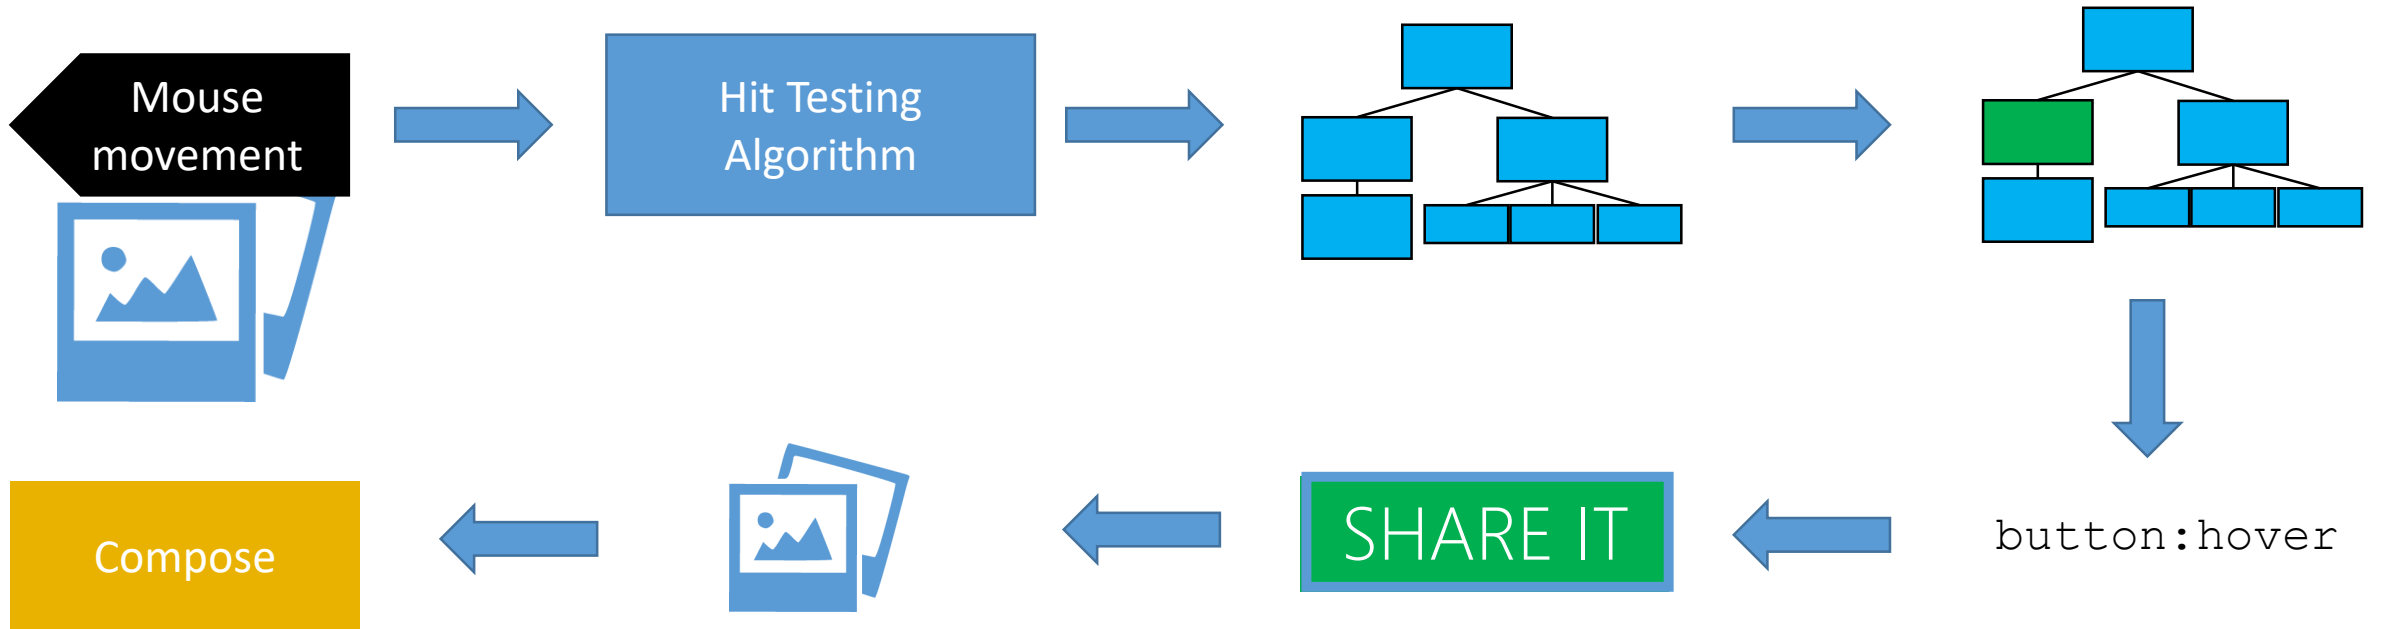 Mouse
movement
Hit Testing
Algorithm
button:hover
SHARE IT
Compose